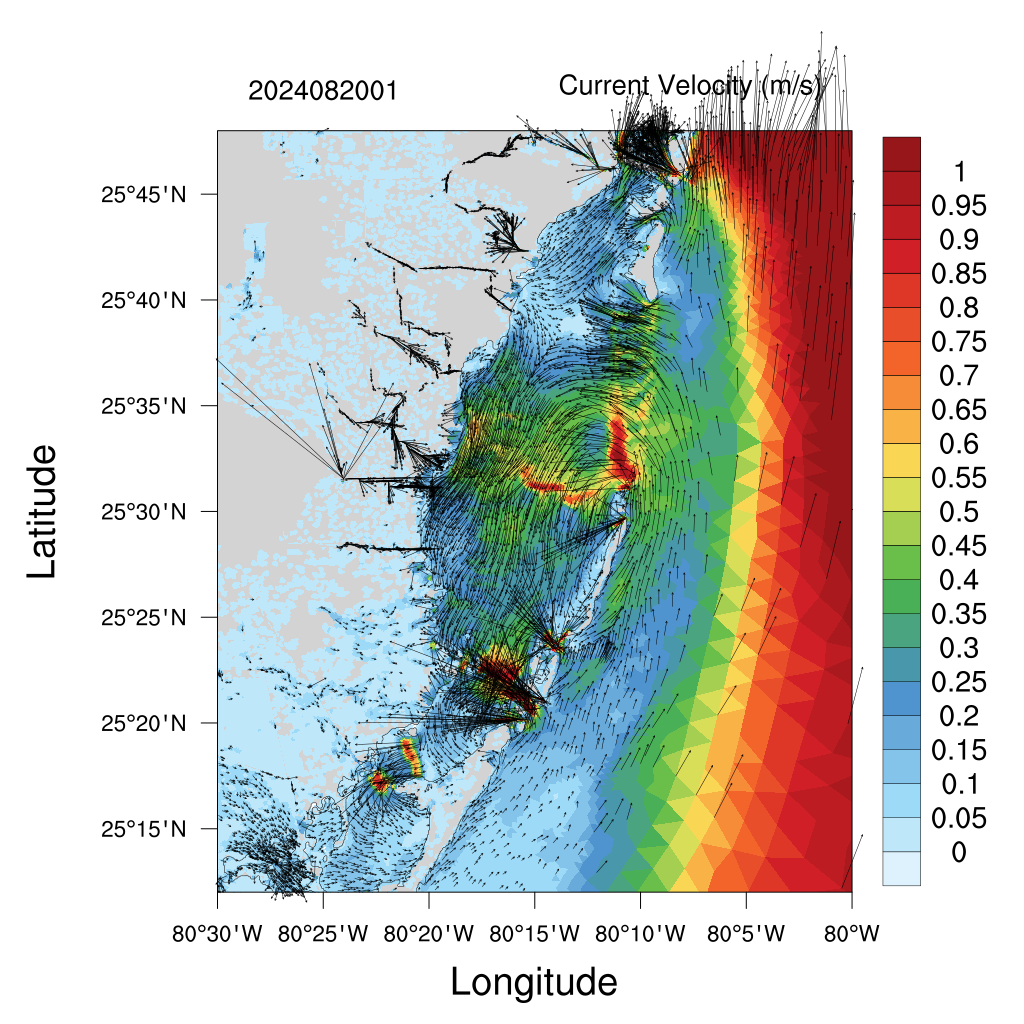 2024082001
Current Velocity (m/s)
Latitude
25°45'N
25°40'N
25°35'N
25°30'N
25°25'N
25°20'N
25°15'N
80°30'W 80°25'W 80°20'W 80°15'W 80°10'W 80°5'W 80°W
Longitude
1
0.95
0.9
0.85
0.8
0.75
0.7
0.65
0.6
0.55
0.5
0.45
0.4
0.35
0.3
0.25
0.2
0.15
0.1
0.05
0